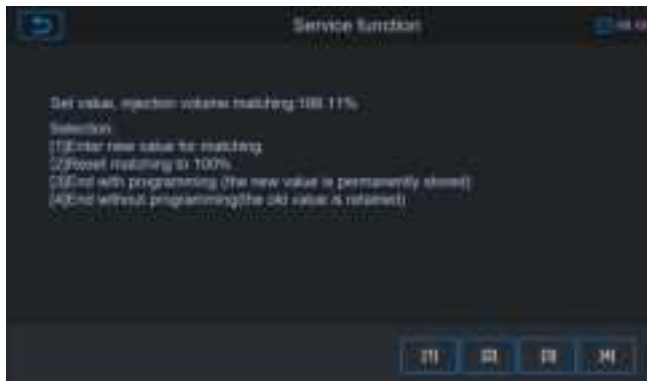 Service function
Set value, injection volume matching:
Selection:
[1]Enter new value for matching
[2]Reset matching to 100%
[3]End with programming (the new value is permanently stored)
[4]End without programming(the old value is retained)
[1] [2] [3] [4]